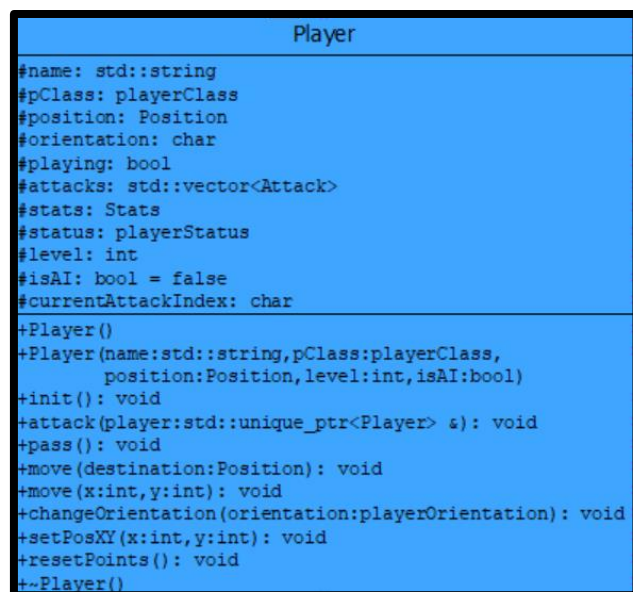 Player
#name: std::string
#pClass: playerClass
#position: Position
#orientation: char
#playing: bool
#attacks: std::vector<Attack>
#stats: Stats
#status: playerStatus
#level: int
#isAI: bool = false
#currentAttackIndex: char
+Player()
+Player(name:std::string,pClass:playerClass,
position:Position,level:int,isAI:bool)
+init(): void
+attack(player:std::unique_ptr<Player> &): void
+pass(): void
+move(destination:Position): void
+move(x:int,y:int): void
+changeOrientation(orientation:playerOrientation): void
+setPosXY(x:int,y:int): void
+resetPoints(): void
+~Player()